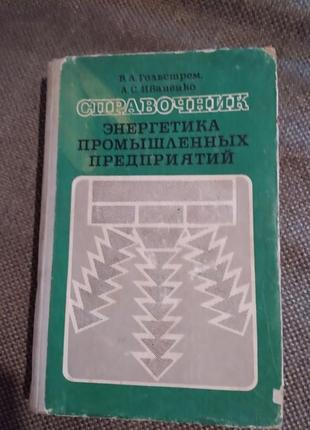 В. А. Гольстрем,
А. С. Иваненко
СПРАВОЧНИК
ЭНЕРГЕТИКА
ПРОМЫШЛЕННЫХ
ПРЕДПРИЯТИЙ